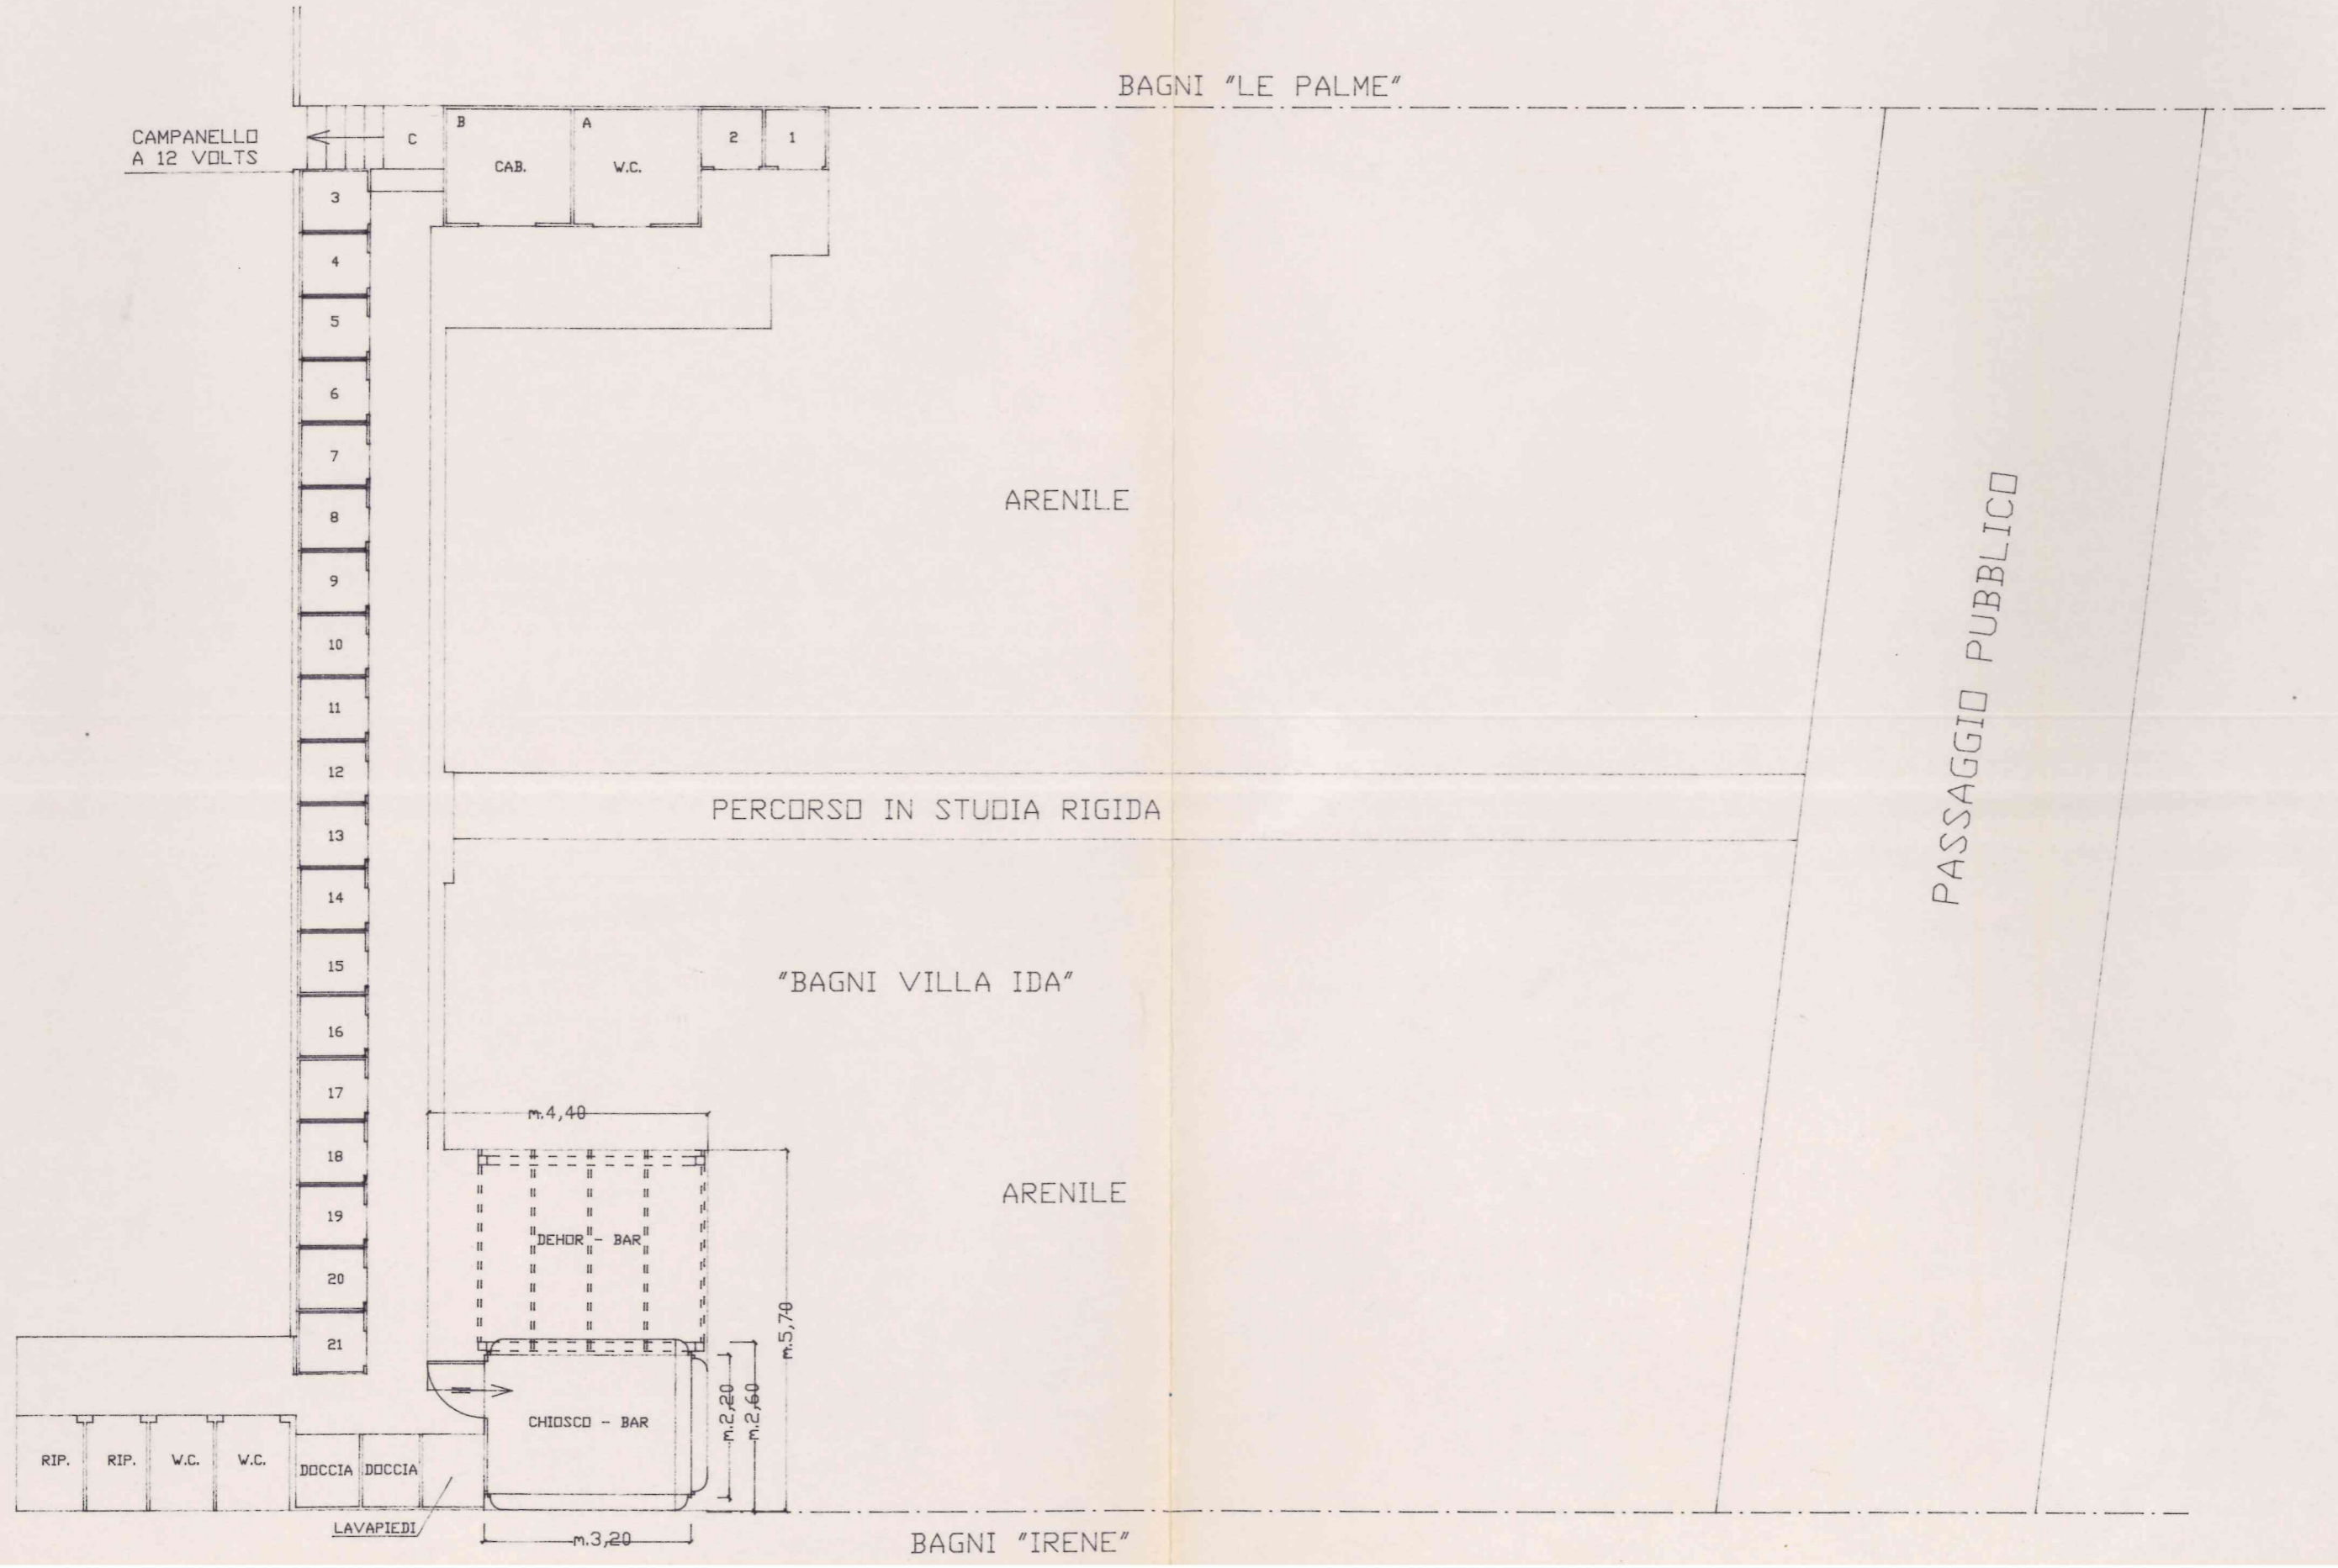 BAGNI "LE PALME"
CAMPANELLO
A 12 VOLTS
C
B
CAB.
A
W.C.
2
1
3
4
5
6
7
8
9
10
11
12
13
14
15
16
17
18
19
20
21
ARENILE
PASSAGGIO PUBBLICO
PERCORSO IN STUOIA RIGIDA
"BAGNI VILLA IDA"
m.4,40
ARENILE
DEHOR - BAR
m.5,70
m.2,20
m.2,60
CHIOSCO - BAR
RIP.
RIP.
W.C.
W.C.
DOCCIA
DOCCIA
LAVAPIEDI
m.3,20
BAGNI "IRENE"